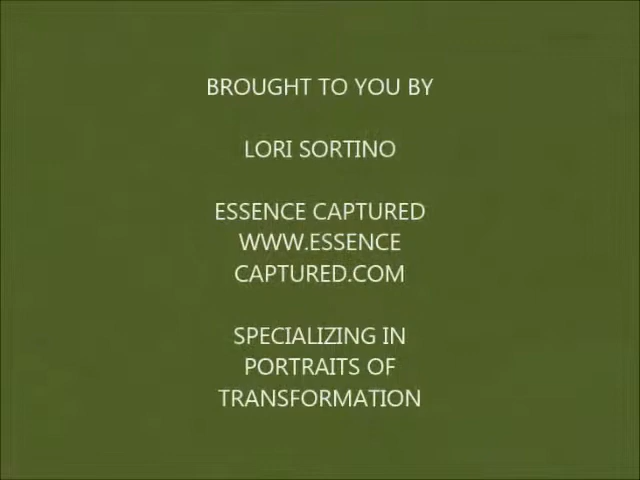 BROUGHT TO YOU BY
LORI SORTINO
ESSENCE CAPTURED
WWW.ESSENCE
CAPTURED.COM
SPECIALIZING IN
PORTRAITS OF
TRANSFORMATION